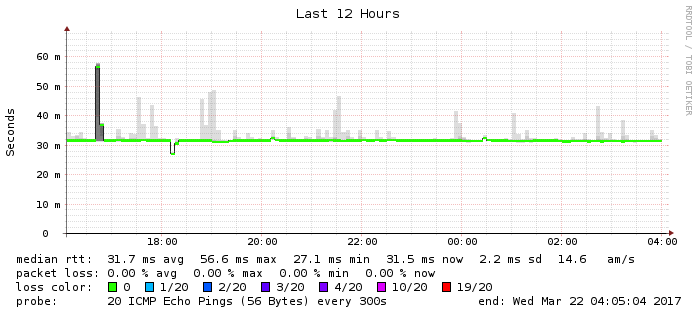 Last 12 Hours
RRDTOOL / TOBI OETIKER
Seconds
60 m
50 m
40 m
30 m
20 m
10 m
0
18:00 20:00 22:00 00:00 02:00 04:00
median rtt: 31.7 ms avg 56.6 ms max 27.1 ms min 31.5 ms now 2.2 ms sd 14.6 am/s
packet loss: 0.00 % avg 0.00 % max 0.00 % min 0.00 % now
loss color: 0 1/20 2/20 3/20 4/20 10/20 19/20
probe: 20 ICMP Echo Pings (56 Bytes) every 300s end: Wed Mar 22 04:05:04 2017